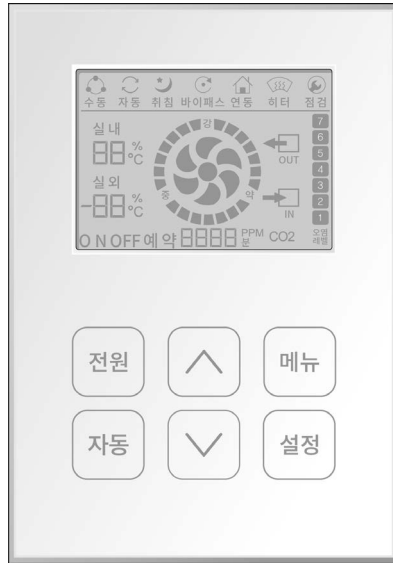 수동 자동 취침 바이패스 연동 히터 점검
실내
88 % °C
강
중
약
OUT
IN
실외
-88 % °C
7
6
5
4
3
2
1
오염
레벨
ON OFF 예약 8888 PPM 분 CO2
전원
메뉴
자동
설정